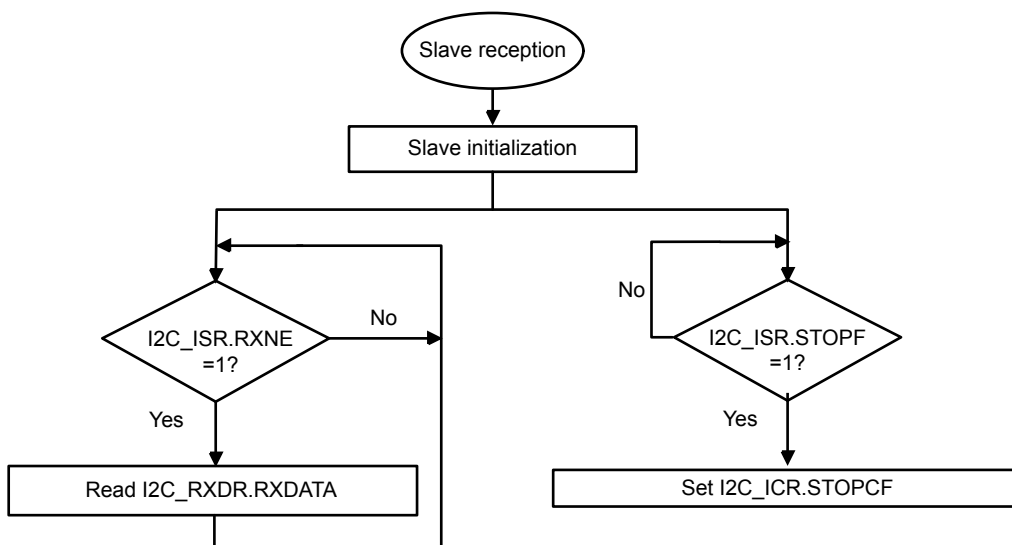 Slave reception
Slave initialization
No
I2C_ISR.RXNE
=1?
Yes
Read I2C_RXDR.RXDATA
No
I2C_ISR.STOPF
=1?
Yes
Set I2C_ICR.STOPCF